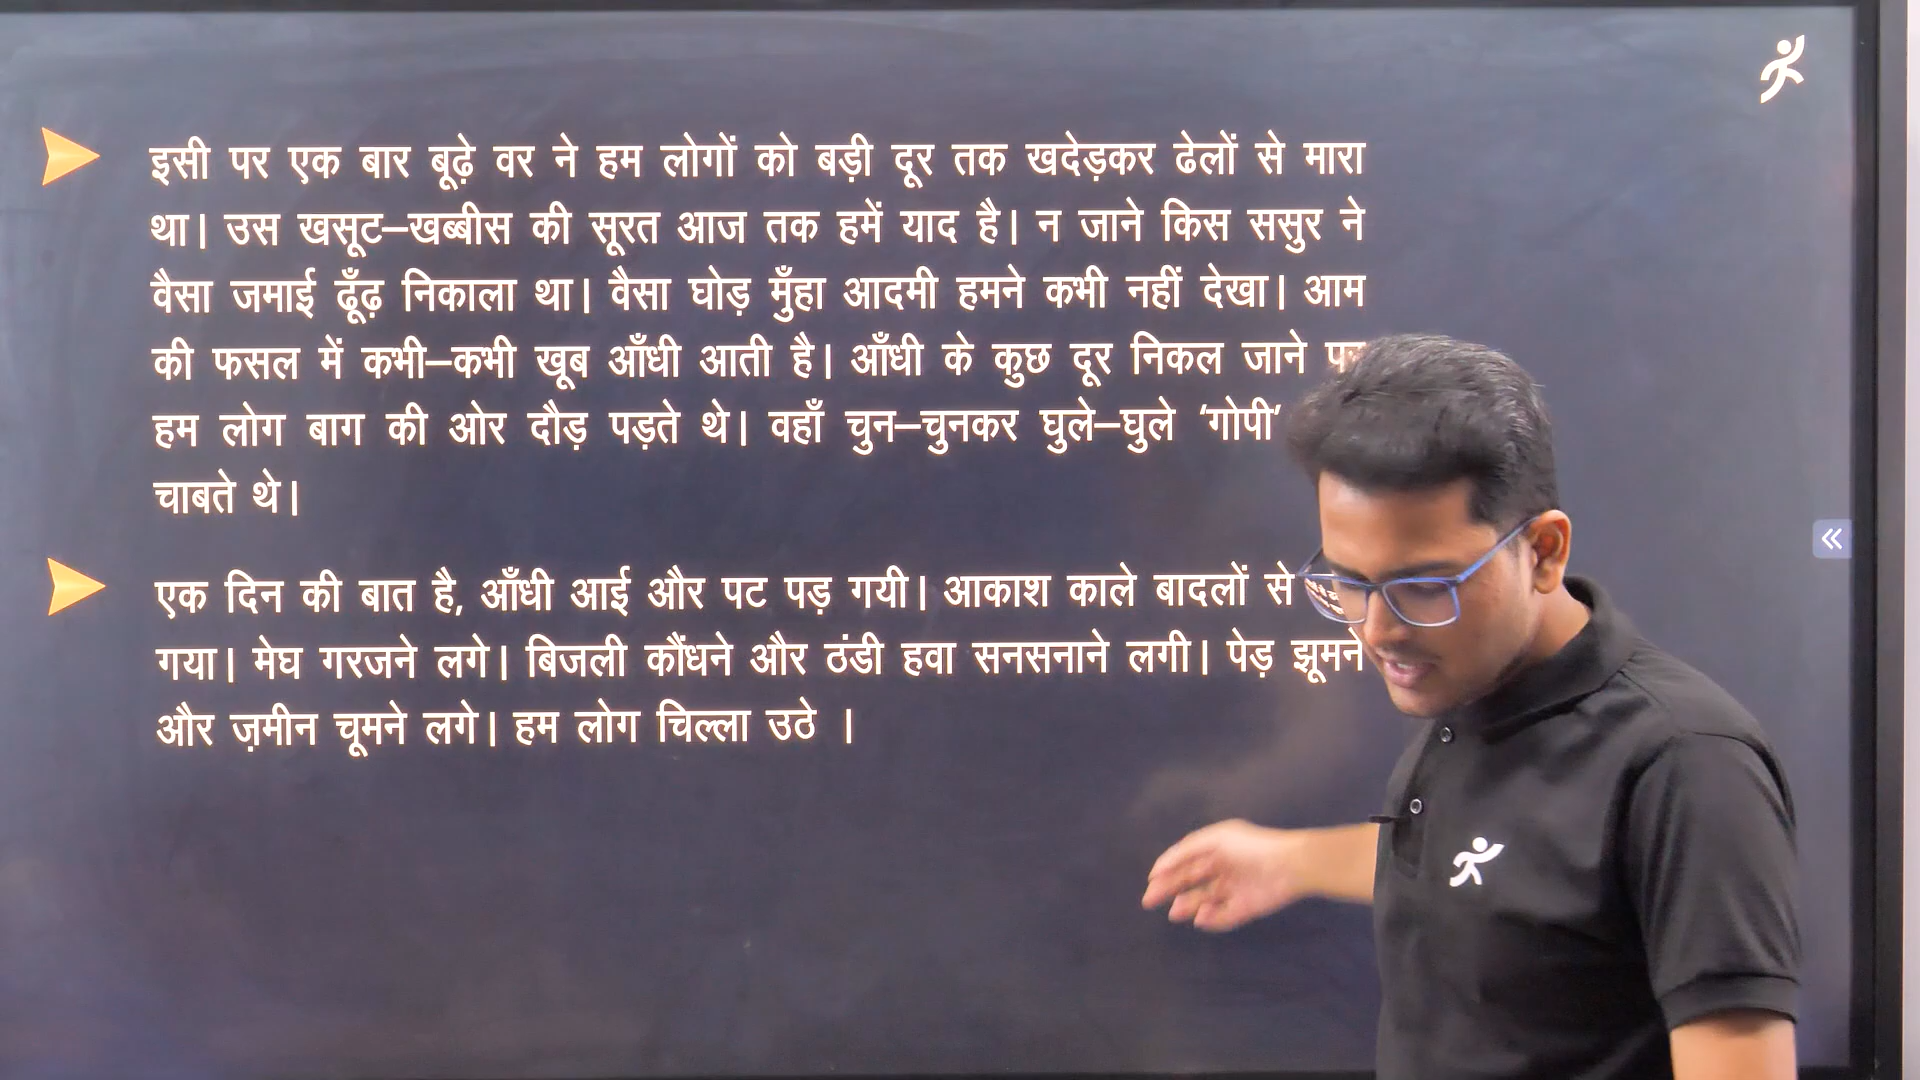 इसी पर एक बार बूढ़े वर ने हम लोगों को बड़ी दूर तक खदेड़कर ढेलों से मारा
था। उस खसूट–खब्बीस की सूरत आज तक हमें याद है। न जाने किस ससुर ने
वैसा जमाई ढूँढ़ निकाला था। वैसा घोड़ मुँहा आदमी हमने कभी नहीं देखा। आम
की फसल में कभी–कभी खूब आँधी आती है। आँधी के कुछ दूर निकल जाने
हम लोग बाग की ओर दौड़ पड़ते थे। वहाँ चुन–चुनकर घुले–घुले ‘गोपी’
चाबते थे।
एक दिन की बात है, आँधी आई और पट पड़ गयी। आकाश काले बादलों से
गया। मेघ गरजने लगे। बिजली कौंधने और ठंडी हवा सनसनाने लगी। पेड़ झूमने
और ज़मीन चूमने लगे। हम लोग चिल्ला उठे ।